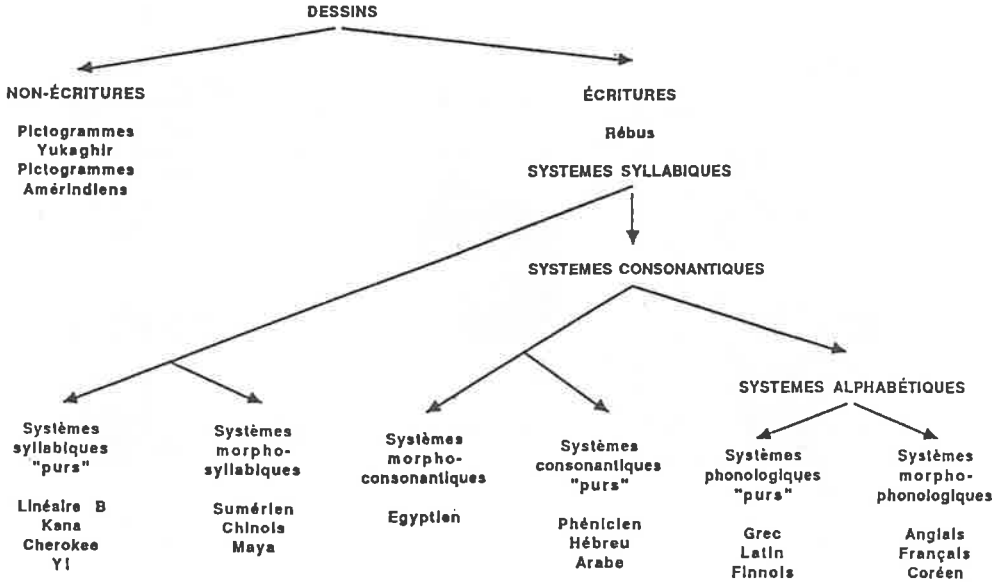 DESSINS
NON-ÉCRITURES
Pictogrammes
Yukaghir
Pictogrammes
Amérindiens
ÉCRITURES
Rébus
SYSTEMES SYLLABIQUES
SYSTEMES CONSONANTIQUES
SYSTEMES ALPHABÉTIQUES
Systèmes
syllabiques
"purs"
Linéaire B
Kana
Cherokee
Yi
Systèmes
morpho-
syllabiques
Sumérien
Chinois
Maya
Systèmes
morpho-
consonantiques
Egyptien
Systèmes
consonantiques
"purs"
Phénicien
Hébreu
Arabe
Systèmes
phonologiques
"purs"
Grec
Latin
Finnois
Systèmes
morpho-
phonologiques
Anglais
Français
Coréen